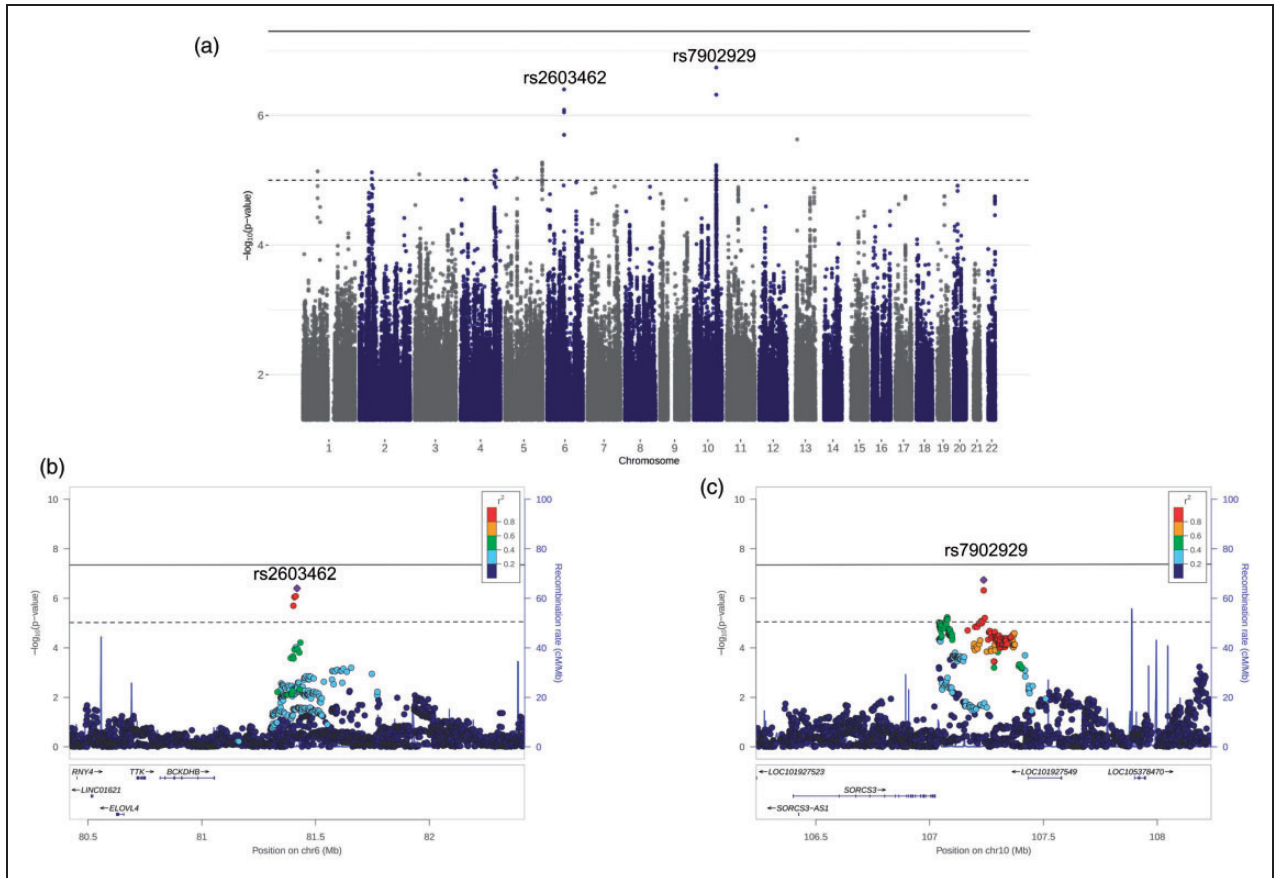 (a)
rs7902929
rs2603462
6
4
2
−log10(p−value)
1 2 3 4 5 6 7 8 9 10 11 12 13 14 15 16 17 18 19 20 21 22
Chromosome
(b)
10
8
6
4
2
0
−log10(p−value)
rs2603462
r2
0.8
0.6
0.4
0.2
100
80
60
40
20
0
Recombination rate (cM/Mb)
RNY4→ TTK→ BCKDHB→
←LINC01621
←ELOVL4
80.5 81 81.5 82
Position on chr6 (Mb)
(c)
10
8
6
4
2
0
−log10(p−value)
rs7902929
r2
0.8
0.6
0.4
0.2
100
80
60
40
20
0
Recombination rate (cM/Mb)
←LOC101927523 ←LOC101927549 LOC105378470→
SORCS3→
←SORCS3−AS1
106.5 107 107.5 108
Position on chr10 (Mb)